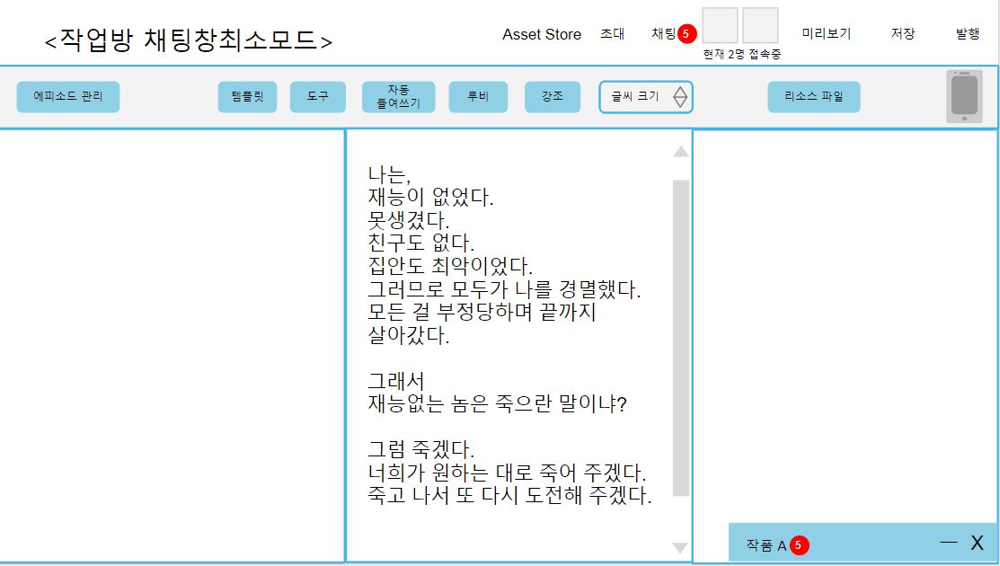 <작업방 채팅창최소모드>
Asset Store 초대 채팅 5 미리보기 저장 발행
현재 2명 접속중
에피소드 관리 템플릿 도구 자동 들여쓰기 루비 강조 글씨 크기 리소스 파일
나는,
재능이 없었다.
못생겼다.
친구도 없다.
집안도 최악이었다.
그러므로 모두가 나를 경멸했다.
모든 걸 부정당하며 끝까지
살아갔다.
그래서
재능없는 놈은 죽으란 말이냐?
그럼 죽겠다.
너희가 원하는 대로 죽어 주겠다.
죽고 나서 또 다시 도전해 주겠다.
작품 A 5 — X